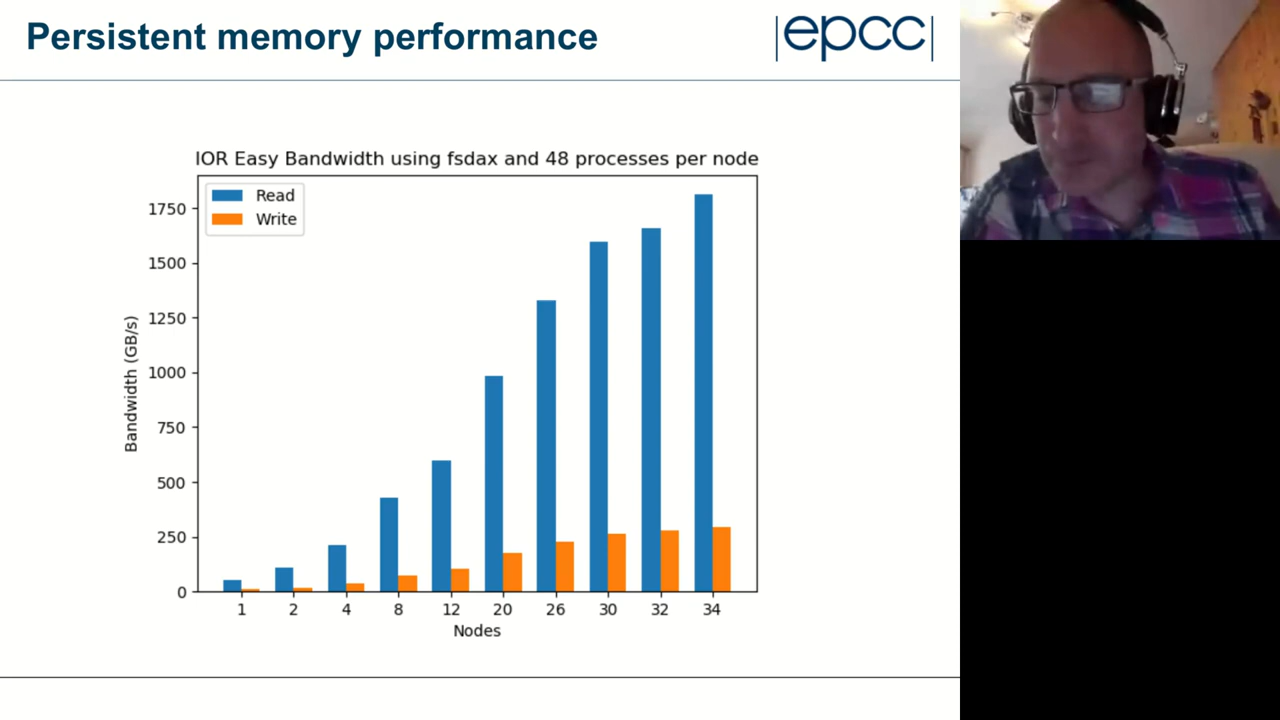 Persistent memory performance
|epcc|
IOR Easy Bandwidth using fsdax and 48 processes per node
Read
Write
1750
1500
1250
1000
750
500
250
0
Bandwidth (GB/s)
1 2 4 8 12 20 26 30 32 34
Nodes